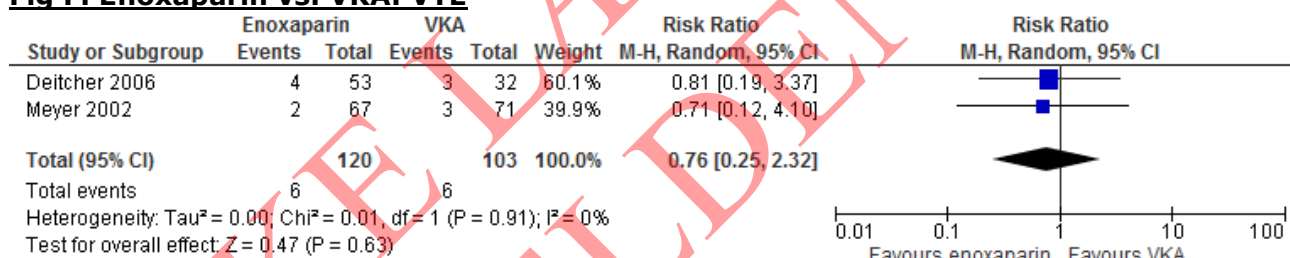 Fig F: Enoxaparin vs. VKA: VTE
Enoxaparin VKA Risk Ratio Risk Ratio
Study or Subgroup Events Total Events Total Weight M-H, Random, 95% CI M-H, Random, 95% CI
Deitcher 2006 4 53 3 32 60.1% 0.81 [0.19, 3.37]
Meyer 2002 2 67 3 71 39.9% 0.71 [0.12, 4.10]
Total (95% CI) 120 103 100.0% 0.76 [0.25, 2.32]
Total events 6 6
Heterogeneity: Tau² = 0.00; Chi² = 0.01, df = 1 (P = 0.91); I² = 0%
Test for overall effect: Z = 0.47 (P = 0.63)
0.01 0.1 1 10 100
Favours enoxaparin Favours VKA